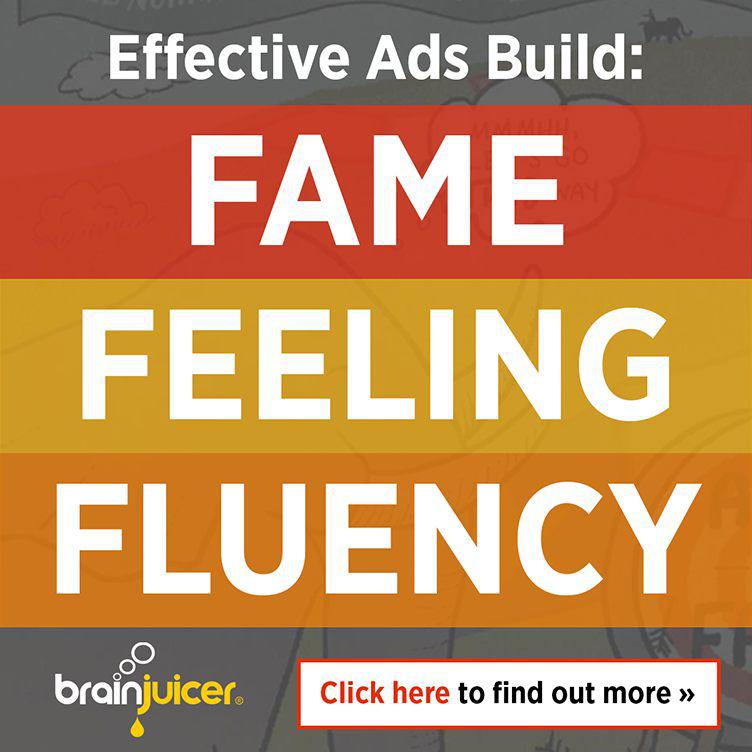 Effective Ads Build:
FAME
FEELING
FLUENCY
brainjuicer®
Click here to find out more »